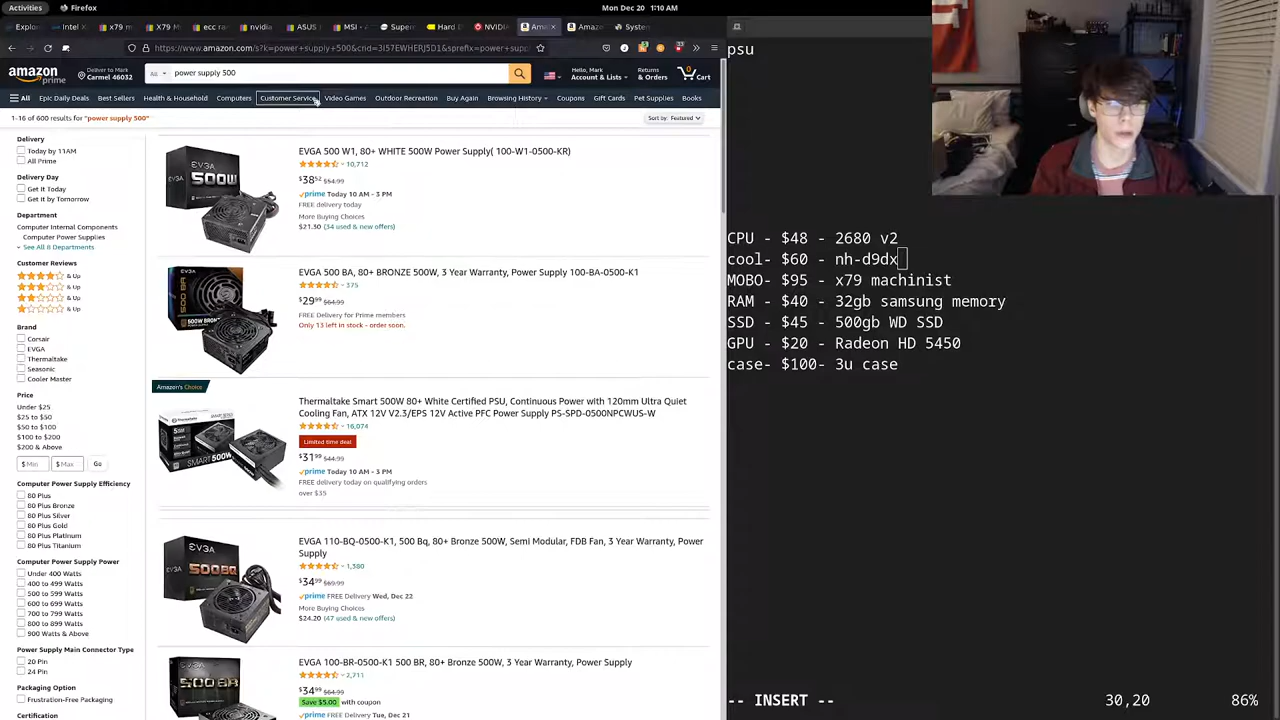 Activities
Firefox
Mon Dec 20 1:10 AM
Intel X
x79 m
X79 M
ecc rar
nvidia
ASUS
MSI -
Super
Hard D
NVIDI
Amaz
Amaz
System
https://www.amazon.com/s?k=power+supply+500&crid=3I57EWHERJ5D1&sprefix=power+su
amazon
prime
Deliver to Mark
Carmel 46032
All
power supply 500
Hello, Mark
Account & Lists
Returns
& Orders
0
Cart
All
Epic Daily Deals
Best Sellers
Health & Household
Computers
Customer Service
Video Games
Outdoor Recreation
Buy Again
Browsing History
Coupons
Gift Cards
Pet Supplies
Books
1-16 of 600 results for "power supply 500"
Sort by: Featured
Delivery
Today by 11AM
All Prime
Delivery Day
Get It Today
Get It by Tomorrow
Department
Computer Internal Components
Computer Power Supplies
See All 8 Departments
Customer Reviews
& Up
& Up
& Up
& Up
Brand
Corsair
EVGA
Thermaltake
Seasonic
Cooler Master
Price
Under $25
$25 to $50
$50 to $100
$100 to $200
$200 & Above
$ Min
$ Max
Go
Computer Power Supply Efficiency
80 Plus
80 Plus Bronze
80 Plus Silver
80 Plus Gold
80 Plus Platinum
80 Plus Titanium
Computer Power Supply Power
Under 400 Watts
400 to 499 Watts
500 to 599 Watts
600 to 699 Watts
700 to 799 Watts
800 to 899 Watts
900 Watts & Above
Power Supply Main Connector Type
20 Pin
24 Pin
Packaging Option
Frustration-Free Packaging
Certification
EVGA
500W
EVGA 500 W1, 80+ WHITE 500W Power Supply( 100-W1-0500-KR)
10,712
$38.52 $54.99
prime Today 10 AM - 3 PM
FREE delivery today
More Buying Choices
$21.30 (34 used & new offers)
EVGA 500 BA, 80+ BRONZE 500W, 3 Year Warranty, Power Supply 100-BA-0500-K1
375
$29.99 $64.99
FREE Delivery for Prime members
Only 13 left in stock - order soon.
Amazon's Choice
SMART 500W
Thermaltake Smart 500W 80+ White Certified PSU, Continuous Power with 120mm Ultra Quiet
Cooling Fan, ATX 12V V2.3/EPS 12V Active PFC Power Supply PS-SPD-0500NPCWUS-W
16,074
Limited time deal
$31.99 $44.99
prime Today 10 AM - 3 PM
FREE delivery today on qualifying orders
over $35
EVGA
500BQ
EVGA 110-BQ-0500-K1, 500 Bq, 80+ Bronze 500W, Semi Modular, FDB Fan, 3 Year Warranty, Power
Supply
1,380
$34.99 $69.99
prime FREE Delivery Wed, Dec 22
More Buying Choices
$24.20 (47 used & new offers)
EVGA
500BR
EVGA 100-BR-0500-K1 500 BR, 80+ Bronze 500W, 3 Year Warranty, Power Supply
2,711
$34.99 $64.99
Save $5.00 with coupon
prime FREE Delivery Tue, Dec 21
psu
CPU - $48 - 2680 v2
cool- $60 - nh-d9dx
MOBO- $95 - x79 machinist
RAM - $40 - 32gb samsung memory
SSD - $45 - 500gb WD SSD
GPU - $20 - Radeon HD 5450
case- $100- 3u case
-- INSERT --
30,20
86%